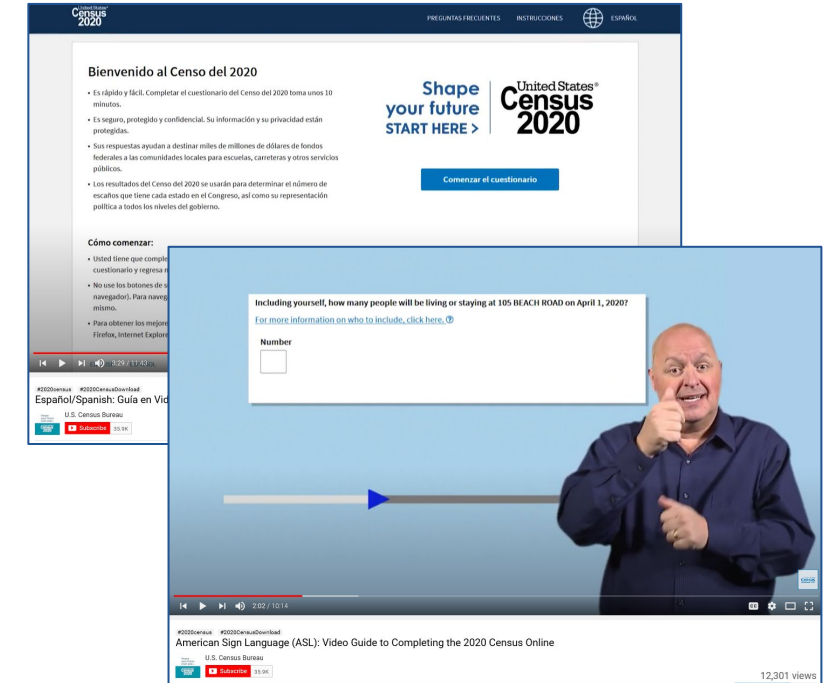 United States®
Census
2020
PREGUNTAS FRECUENTES
INSTRUCCIONES
ESPAÑOL
Bienvenido al Censo del 2020
• Es rápido y fácil. Completar el cuestionario del Censo del 2020 toma unos 10
minutos.
• Es seguro, protegido y confidencial. Su información y su privacidad están
protegidas.
• Sus respuestas ayudan a destinar miles de millones de dólares de fondos
federales a las comunidades locales para escuelas, carreteras y otros servicios
públicos.
• Los resultados del Censo del 2020 se usarán para determinar el número de
escaños que tiene cada estado en el Congreso, así como su representación
política a todos los niveles del gobierno.
Shape
your future
START HERE >
United States®
Census
2020
Comenzar el cuestionario
Cómo comenzar:
• Usted tiene que comple
cuestionario y regresa
• No use los botones de
navegador). Para naveg
mismo.
• Para obtener los mejore
Firefox, Internet Explore
3:29 / 11:43
#2020census #2020CensusDownload
Español/Spanish: Guía en Vid
U.S. Census Bureau
Subscribe 35.9K
Including yourself, how many people will be living or staying at 105 BEACH ROAD on April 1, 2020?
For more information on who to include, click here.
Number
2:02 / 10:14
#2020census #2020CensusDownload
American Sign Language (ASL): Video Guide to Completing the 2020 Census Online
U.S. Census Bureau
Subscribe 35.9K
12,301 views